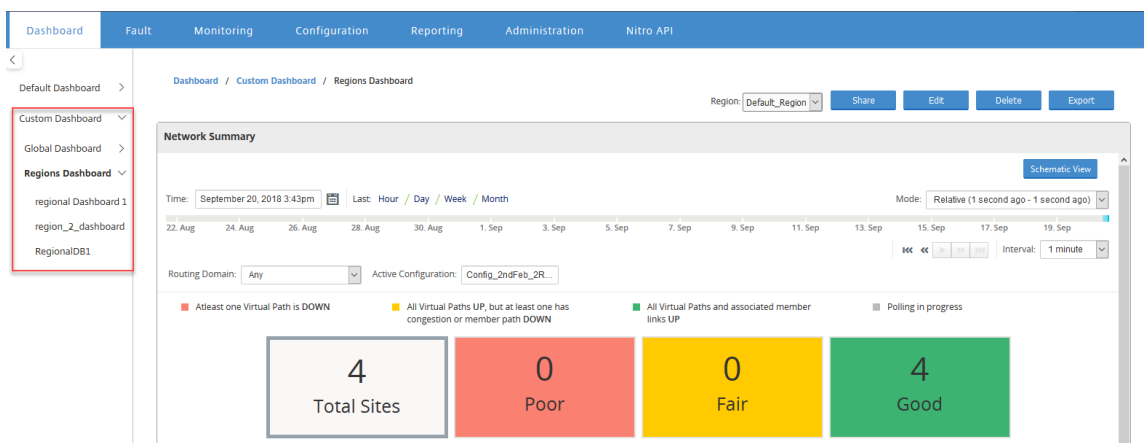 Dashboard Fault Monitoring Configuration Reporting Administration Nitro API
Default Dashboard
Custom Dashboard
Global Dashboard
Regions Dashboard
regional Dashboard 1
region_2_dashboard
RegionalDB1
Dashboard / Custom Dashboard / Regions Dashboard
Region: Default_Region Share Edit Delete Export
Network Summary
Schematic View
Time: September 20, 2018 3:43pm Last: Hour / Day / Week / Month Mode: Relative (1 second ago - 1 second ago)
22. Aug 24. Aug 26. Aug 28. Aug 30. Aug 1. Sep 3. Sep 5. Sep 7. Sep 9. Sep 11. Sep 13. Sep 15. Sep 17. Sep 19. Sep
Interval: 1 minute
Routing Domain: Any Active Configuration: Config_2ndFeb_2R...
Atleast one Virtual Path is DOWN
All Virtual Paths UP, but at least one has
congestion or member path DOWN
All Virtual Paths and associated member
links UP
Polling in progress
4
Total Sites
0
Poor
0
Fair
4
Good